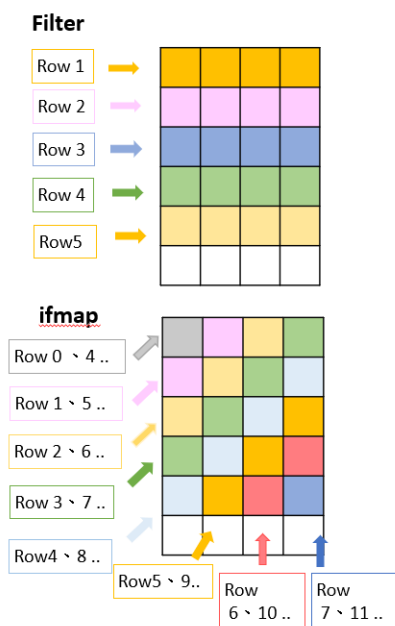 Filter
Row 1
Row 2
Row 3
Row 4
Row5
ifmap
Row 0、4 ..
Row 1、5 ..
Row 2、6 ..
Row 3、7 ..
Row4、8 ..
Row5、9..
Row
6、10 ..
Row
7、11 ..